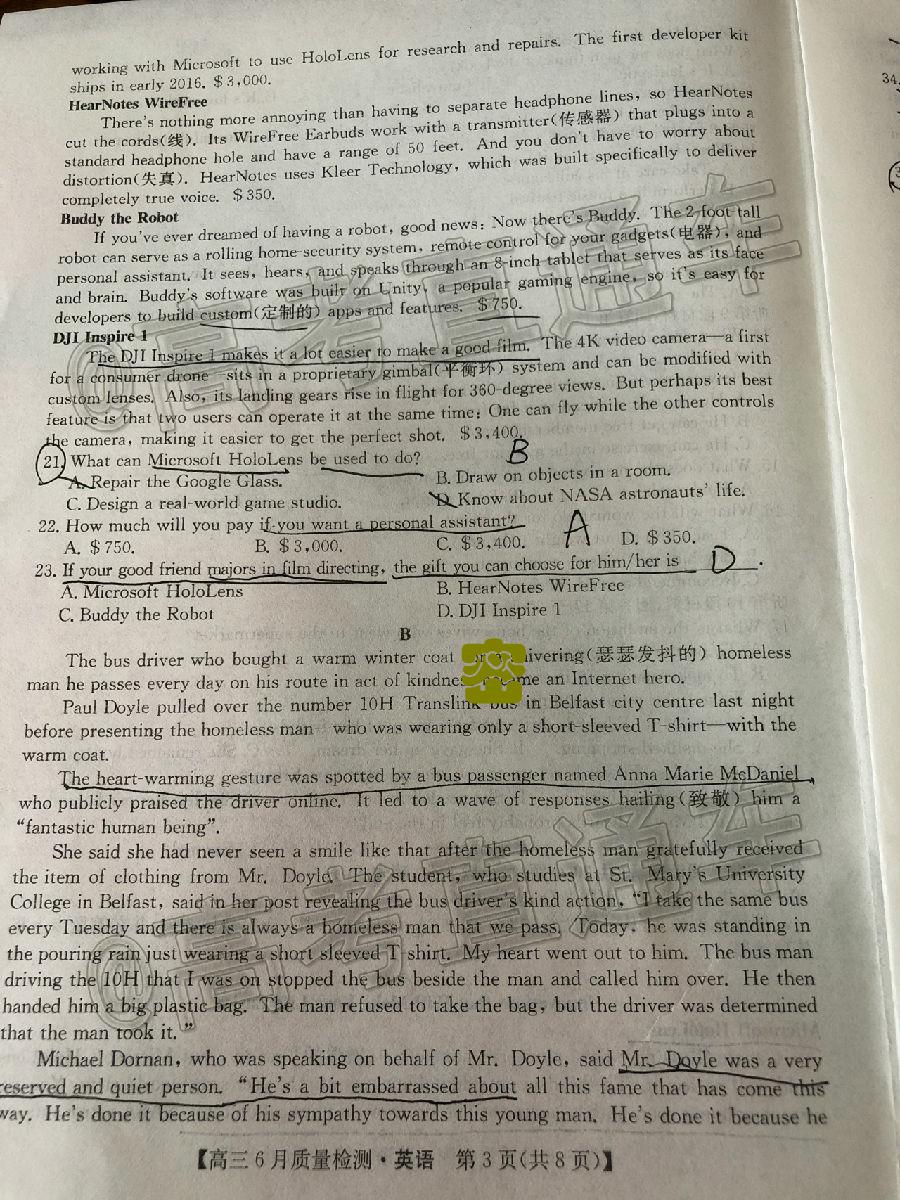 working with Microsoft to use HoloLens for research and repairs. The first developer kit
ships in early 2016. $3,000.
HearNotes WireFree
There's nothing more annoying than having to separate headphone lines, so HearNotes
cut the cords(线). Its WireFree Earbuds work with a transmitter(传感器) that plugs into a
standard headphone hole and have a range of 50 feet. And you don't have to worry about
distortion(失真). HearNotes uses Kleer Technology, which was built specifically to deliver
completely true voice. $350.
34.
Buddy the Robot
If you've ever dreamed of having a robot, good news: Now there's Buddy. The 2-foot tall
robot can serve as a rolling home-security system, remote control for your gadgets(电器), and
personal assistant. It sees, hears, and speaks through an 8-inch tablet that serves as its face
and brain. Buddy's software was built on Unity, a popular gaming engine, so it's easy for
developers to build custom(定制的) apps and features. $750.
DJI Inspire 1
The DJI Inspire 1 makes it a lot easier to make a good film. The 4K video camera—a first
for a consumer drone—sits in a proprietary gimbal(平衡环) system and can be modified with
custom lenses. Also, its landing gears rise in flight for 360-degree views. But perhaps its best
feature is that two users can operate it at the same time: One can fly while the other controls
the camera, making it easier to get the perfect shot. $3,400.
21. What can Microsoft HoloLens be used to do? B
A. Repair the Google Glass. B. Draw on objects in a room.
C. Design a real-world game studio. D. Know about NASA astronauts' life.
22. How much will you pay if you want a personal assistant? A
A. $750. B. $3,000. C. $3,400. D. $350.
23. If your good friend majors in film directing, the gift you can choose for him/her is D.
A. Microsoft HoloLens B. HearNotes WireFree
C. Buddy the Robot D. DJI Inspire 1
B
The bus driver who bought a warm winter coat (瑟瑟发抖的) homeless
man he passes every day on his route in act of an Internet hero.
Paul Doyle pulled over the number 10H Translink bus in Belfast city centre last night
before presenting the homeless man—who was wearing only a short-sleeved T-shirt—with the
warm coat.
The heart-warming gesture was spotted by a bus passenger named Anna Marie McDaniel,
who publicly praised the driver online. It led to a wave of responses hailing(致敬) him a
"fantastic human being".
She said she had never seen a smile like that after the homeless man gratefully received
the item of clothing from Mr. Doyle. The student, who studies at St. Mary's University
College in Belfast, said in her post revealing the bus driver's kind action, "I take the same bus
every Tuesday and there is always a homeless man that we pass. Today, he was standing in
the pouring rain just wearing a short sleeved T shirt. My heart went out to him. The bus man
driving the 10H that I was on stopped the bus beside the man and called him over. He then
handed him a big plastic bag. The man refused to take the bag, but the driver was determined
that the man took it."
Michael Dornan, who was speaking on behalf of Mr. Doyle, said Mr. Doyle was a very
reserved and quiet person. "He's a bit embarrassed about all this fame that has come this
way. He's done it because of his sympathy towards this young man. He's done it because he
【高三6月质量检测·英语 第3页(共8页)】
@高考直通车
@高考直通车